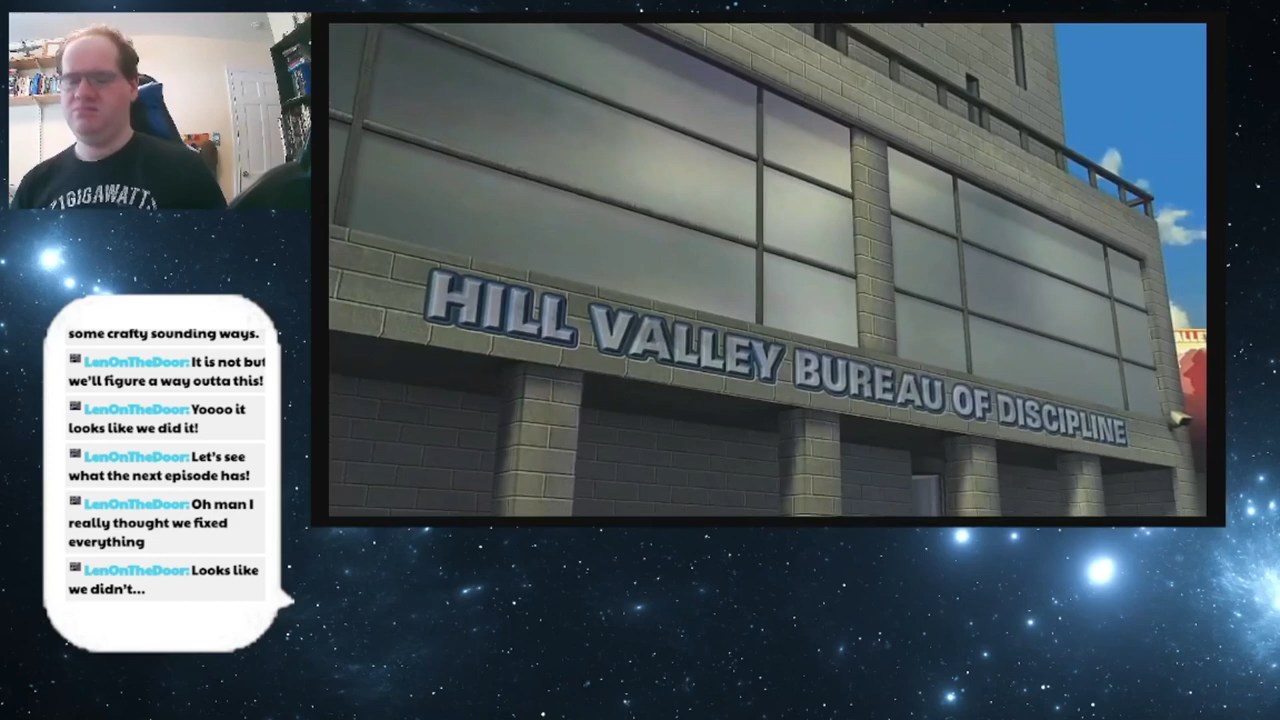 1.21GIGAWATTS
some crafty sounding ways.
LenOnTheDoor: It is not but
we'll figure a way outta this!
LenOnTheDoor: Yoooo it
looks like we did it!
LenOnTheDoor: Let's see
what the next episode has!
LenOnTheDoor: Oh man I
really thought we fixed
everything
LenOnTheDoor: Looks like
we didn't...
HILL VALLEY BUREAU OF DISCIPLINE